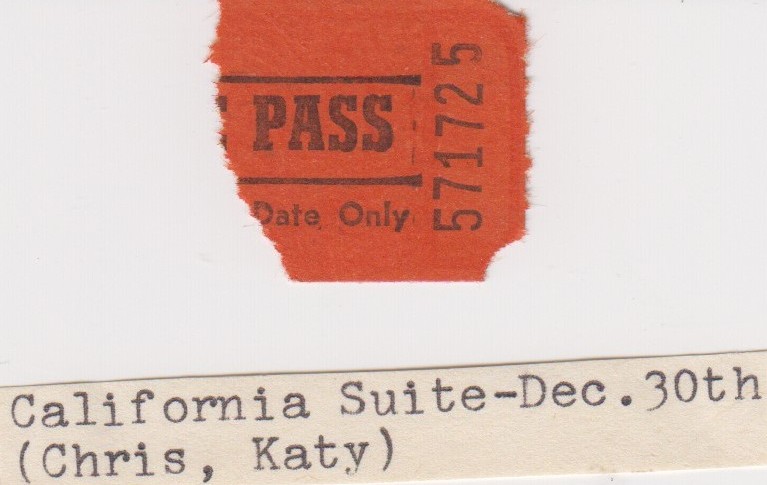 PASS
Date Only
571725
California Suite-Dec.30th
(Chris, Katy)